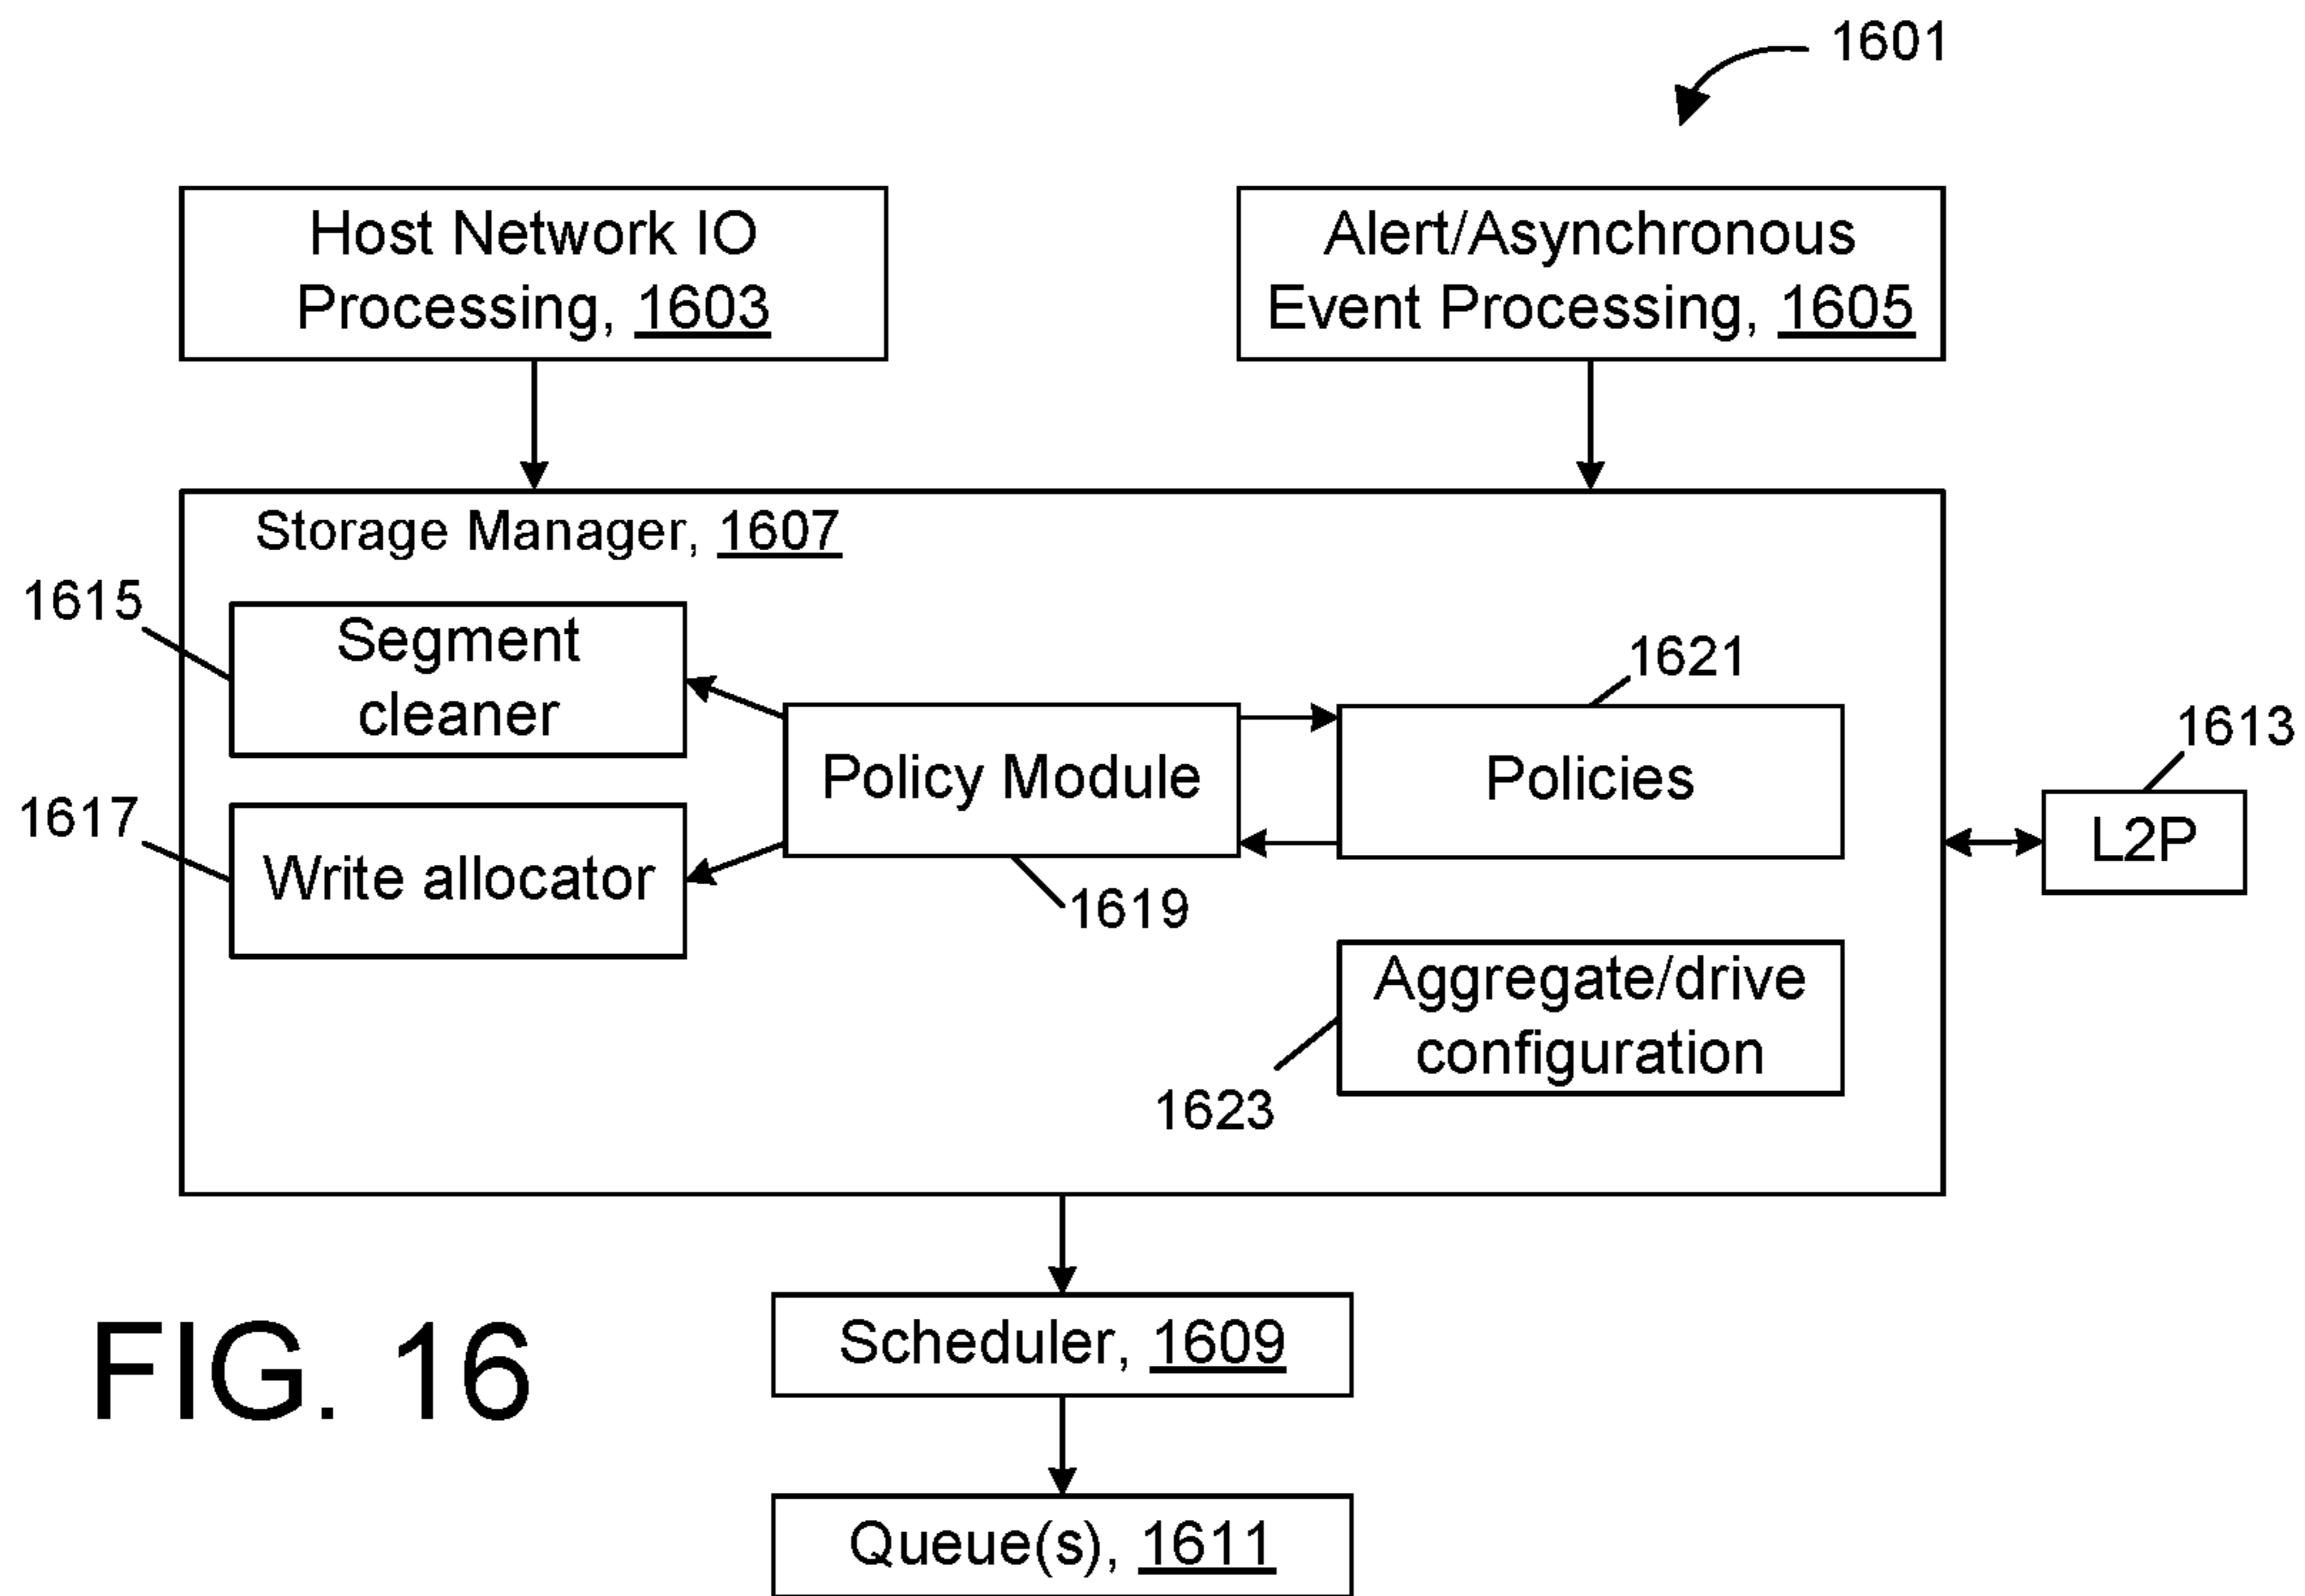 1601
Host Network IO
Processing, 1603
Alert/Asynchronous
Event Processing, 1605
Storage Manager, 1607
1615
Segment
cleaner
1617
Write allocator
Policy Module
1619
1621
Policies
1613
L2P
Aggregate/drive
configuration
1623
Scheduler, 1609
Queue(s), 1611
FIG. 16